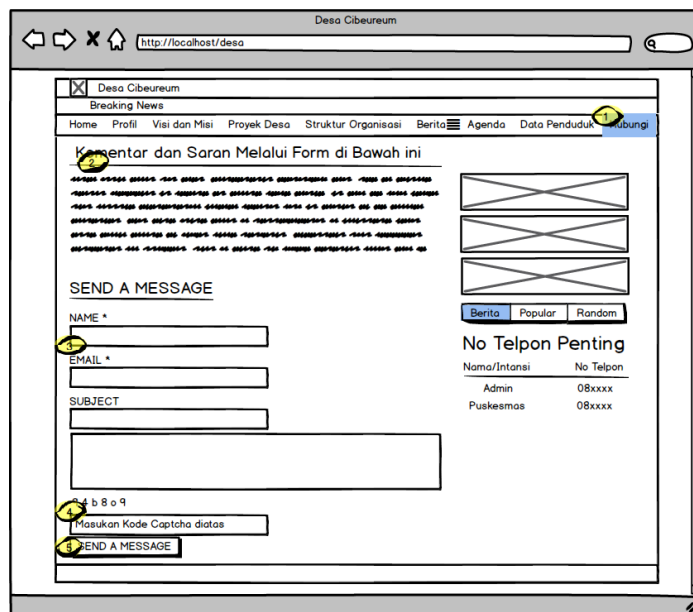 Desa Cibeureum
http://localhost/desa
Desa Cibeureum
Breaking News
Home Profil Visi dan Misi Proyek Desa Struktur Organisasi Berita Agenda Data Penduduk Hubungi
1
Komentar dan Saran Melalui Form di Bawah ini
2
SEND A MESSAGE
NAME *
3
EMAIL *
SUBJECT
4 b 8 o 9
4
Masukan Kode Captcha diatas
5
SEND A MESSAGE
Berita Popular Random
No Telpon Penting
Nama/Intansi No Telpon
Admin 08xxxx
Puskesmas 08xxxx